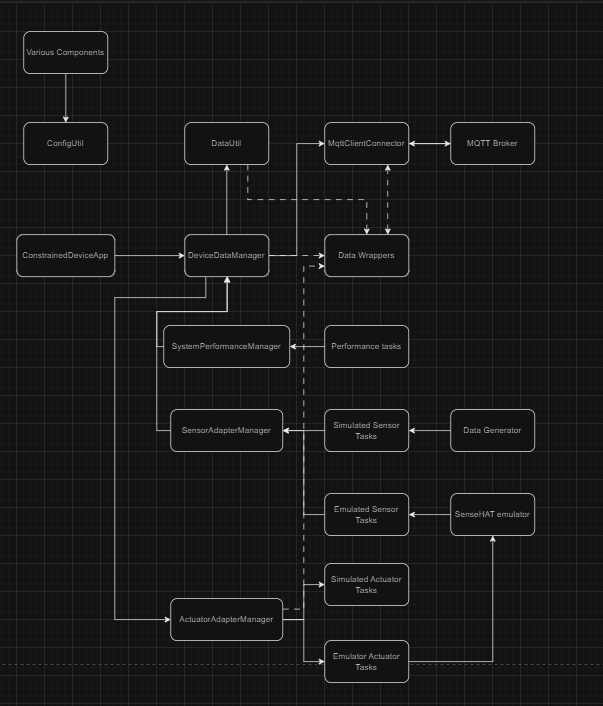 Various Components
ConfigUtil
DataUtil
MqttClientConnector
MQTT Broker
ConstrainedDeviceApp
DeviceDataManager
Data Wrappers
SystemPerformanceManager
Performance tasks
SensorAdapterManager
Simulated Sensor
Tasks
Data Generator
Emulated Sensor
Tasks
SenseHAT emulator
Simulated Actuator
Tasks
ActuatorAdapterManager
Emulator Actuator
Tasks